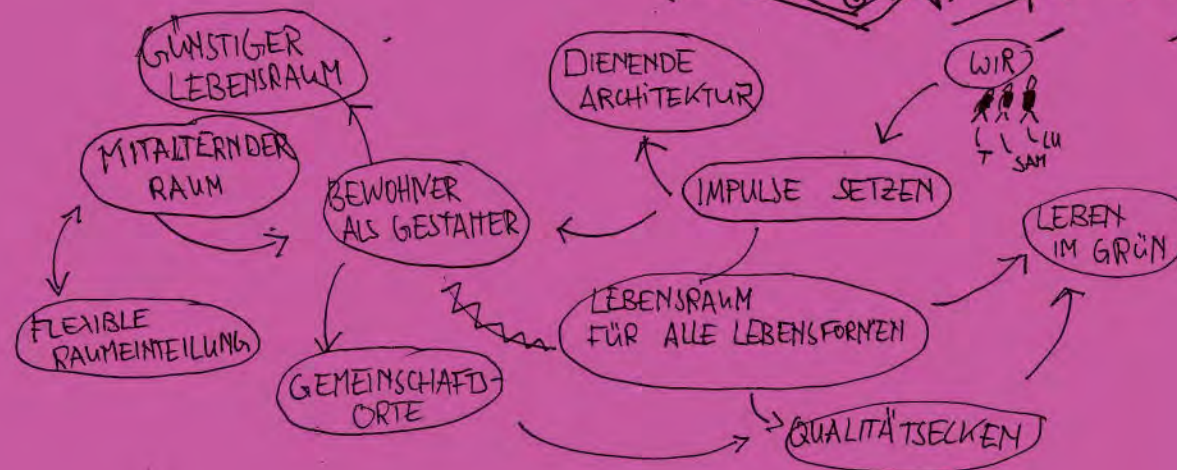 GÜNSTIGER
LEBENSRAUM
DIENENDE
ARCHITEKTUR
WIR
T
SAM
LU
MITALTERNDER
RAUM
BEWOHNER
ALS GESTALTER
IMPULSE SETZEN
LEBEN
IM GRÜN
FLEXIBLE
RAUMEINTEILUNG
LEBENSRAUM
FÜR ALLE LEBENSFORMEN
GEMEINSCHAFTS-
ORTE
QUALITÄTSECKEN